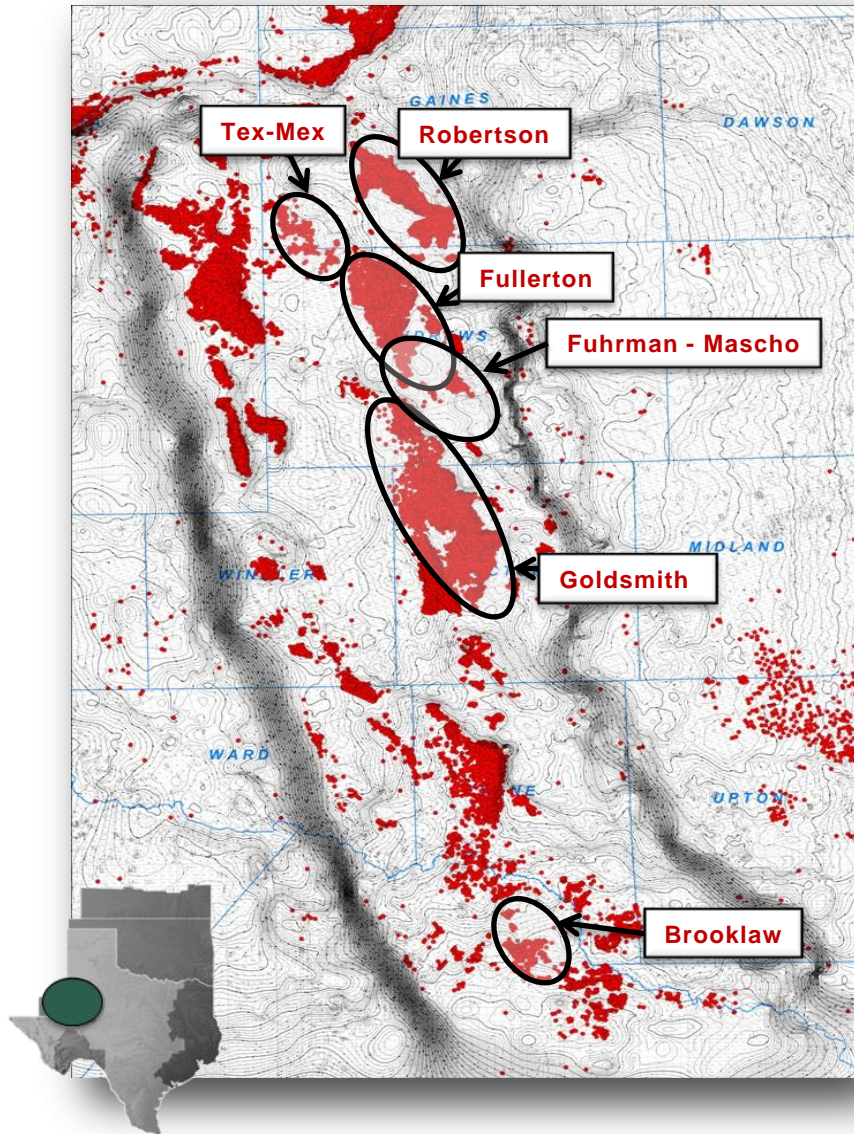 GAINES
DAWSON
Tex-Mex
Robertson
Fullerton
Fuhrman - Mascho
MIDLAND
Goldsmith
WARD
UPTON
Brooklaw